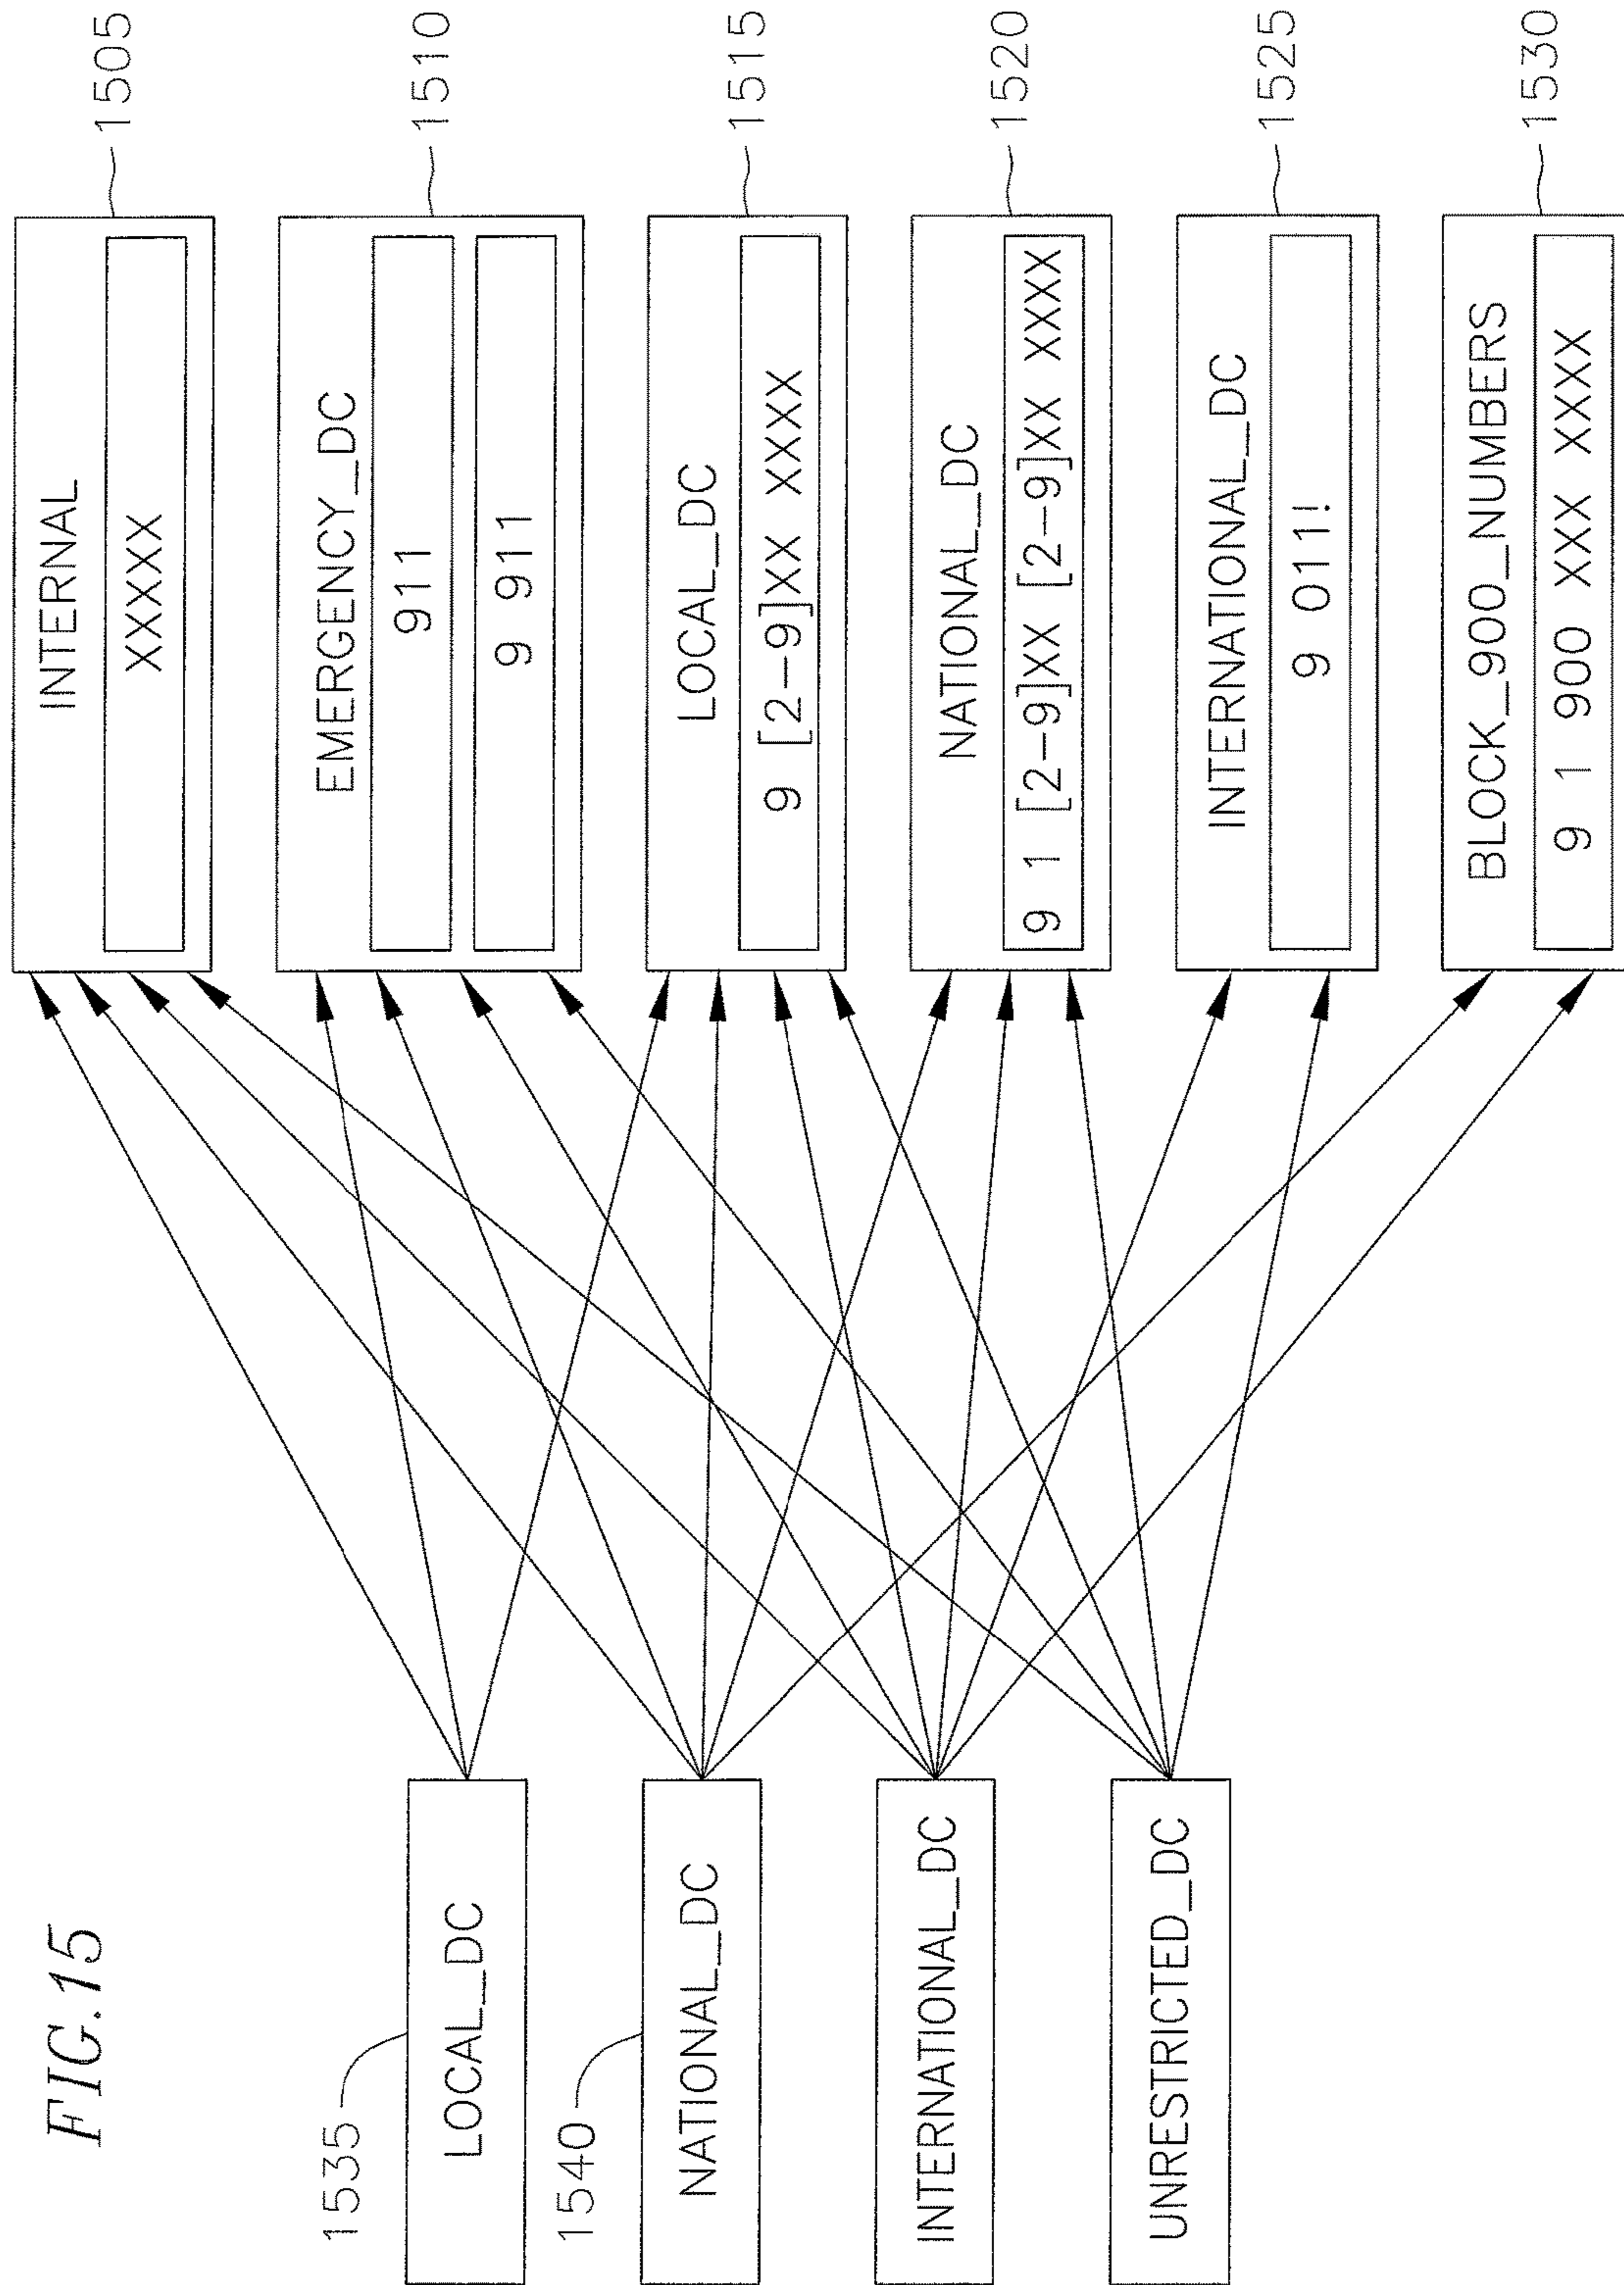 FIG.15
1535
LOCAL_DC
1540
NATIONAL_DC
INTERNATIONAL_DC
UNRESTRICTED_DC
INTERNAL
XXXXX
1505
EMERGENCY_DC
911
9 911
1510
LOCAL_DC
9 [2-9]XX XXXX
1515
NATIONAL_DC
9 1 [2-9]XX [2-9]XX XXXX
1520
INTERNATIONAL_DC
9 011!
1525
BLOCK_900_NUMBERS
9 1 900 XXX XXXX
1530